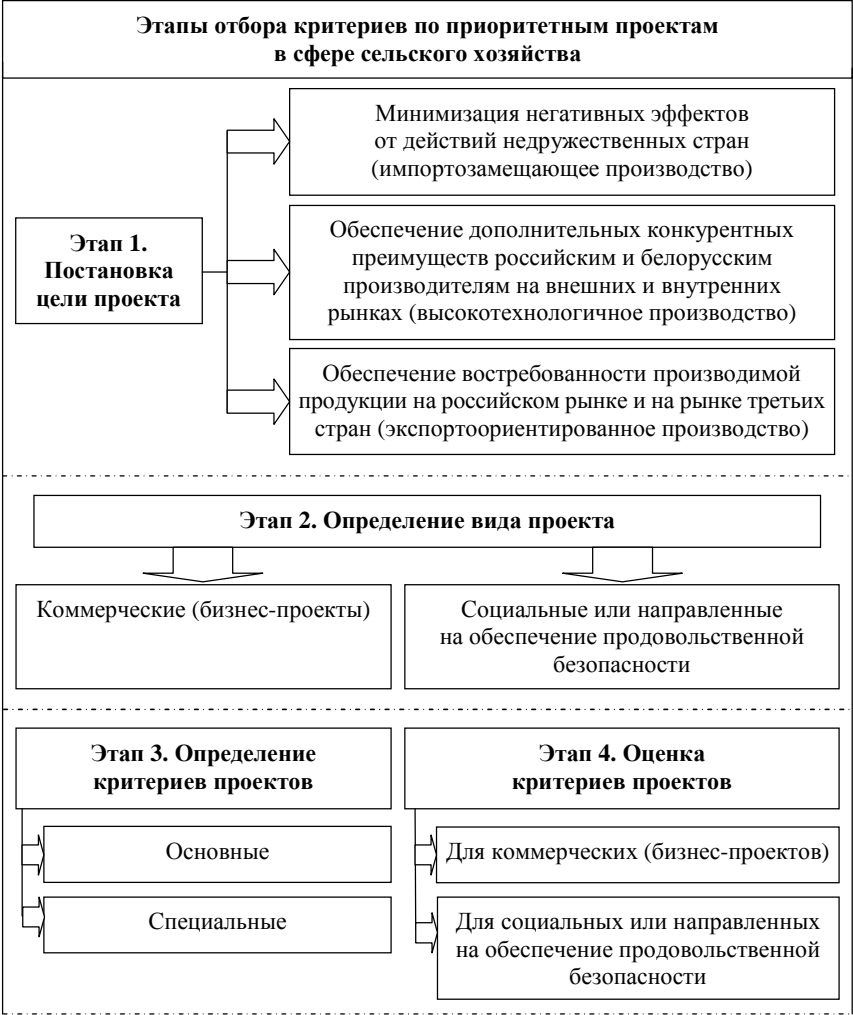 Этапы отбора критериев по приоритетным проектам
в сфере сельского хозяйства
Этап 1.
Постановка
цели проекта
Минимизация негативных эффектов
от действий недружественных стран
(импортозамещающее производство)
Обеспечение дополнительных конкурентных
преимуществ российским и белорусским
производителям на внешних и внутренних
рынках (высокотехнологичное производство)
Обеспечение востребованности производимой
продукции на российском рынке и на рынке третьих
стран (экспортоориентированное производство)
Этап 2. Определение вида проекта
Коммерческие (бизнес-проекты)
Социальные или направленные
на обеспечение продовольственной
безопасности
Этап 3. Определение
критериев проектов
Основные
Специальные
Этап 4. Оценка
критериев проектов
Для коммерческих (бизнес-проектов)
Для социальных или направленных
на обеспечение продовольственной
безопасности